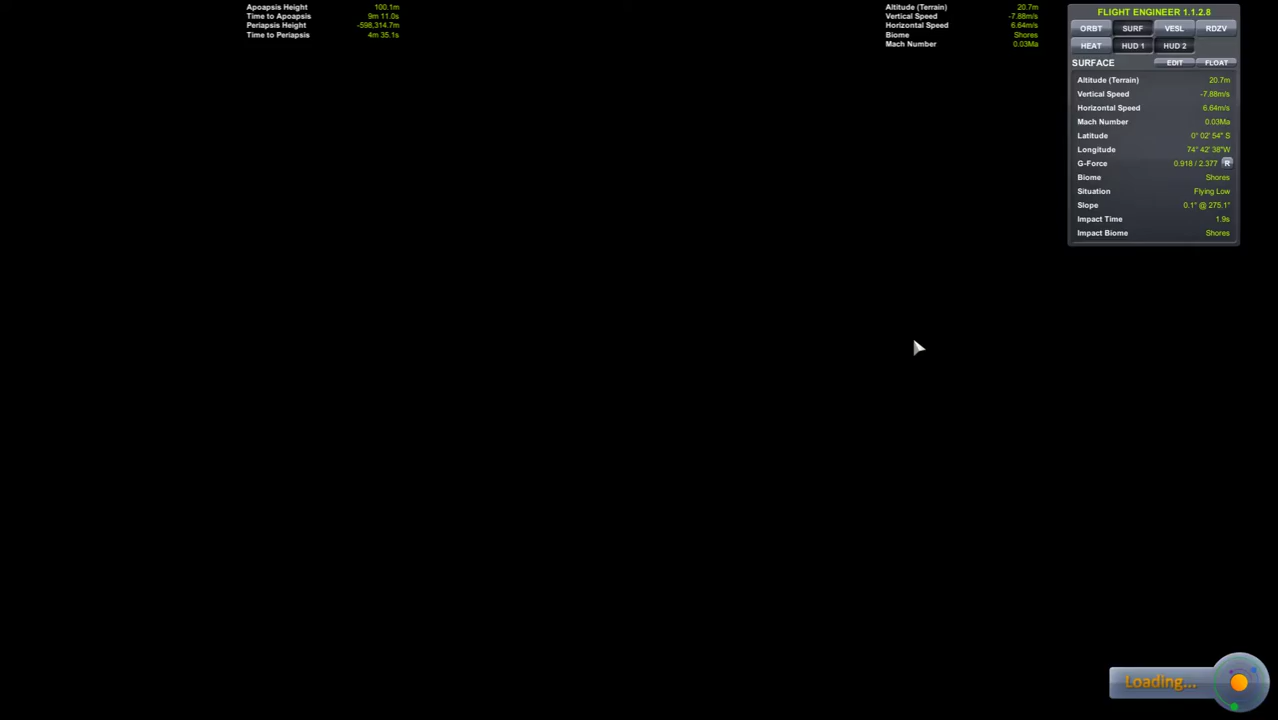 Apoapsis Height 100.1m
Time to Apoapsis 9m 11.0s
Periapsis Height -598,314.7m
Time to Periapsis 4m 35.1s
Altitude (Terrain) 20.7m
Vertical Speed -7.88m/s
Horizontal Speed 6.64m/s
Biome Shores
Mach Number 0.03Ma
FLIGHT ENGINEER 1.1.2.8
ORBT SURF VESL RDZV
HEAT HUD 1 HUD 2
SURFACE EDIT FLOAT
Altitude (Terrain) 20.7m
Vertical Speed -7.88m/s
Horizontal Speed 6.64m/s
Mach Number 0.03Ma
Latitude 0° 02' 54" S
Longitude 74° 42' 38"W
G-Force 0.918 / 2.377 R
Biome Shores
Situation Flying Low
Slope 0.1° @ 275.1°
Impact Time 1.9s
Impact Biome Shores
Loading...